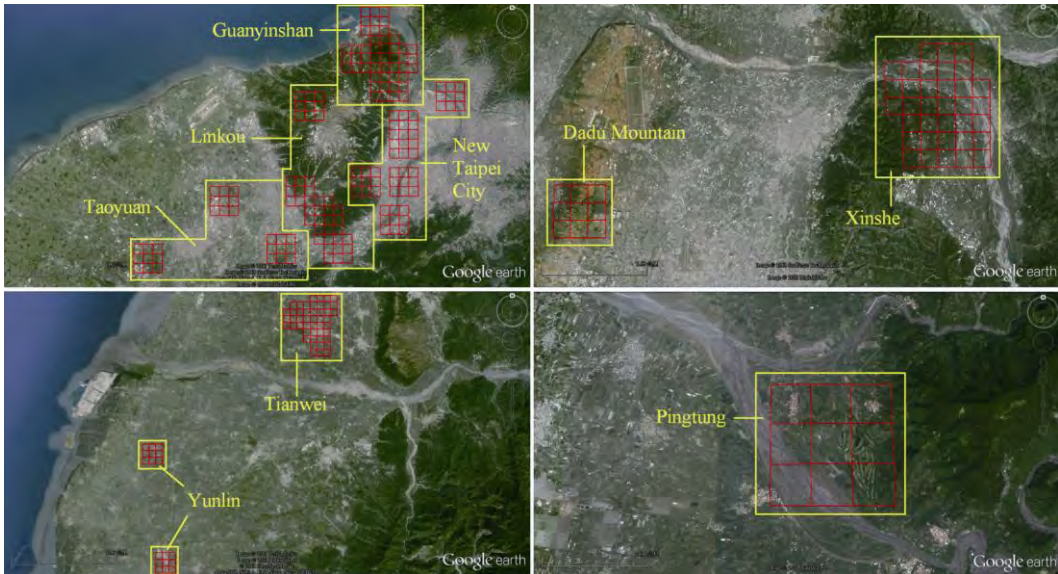 Guanyinshan
Linkou
New
Taipei
City
Taoyuan
Google earth
Dadu Mountain
Xinshe
Google earth
Tianwei
Yunlin
Google earth
Pingtung
Google earth